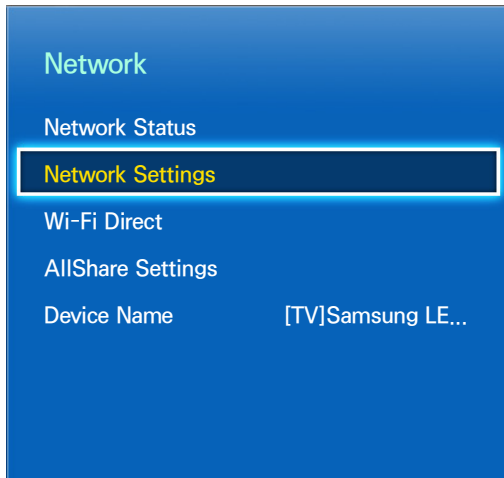 Network
Network Status
Network Settings
Wi-Fi Direct
AllShare Settings
Device Name [TV]Samsung LE...